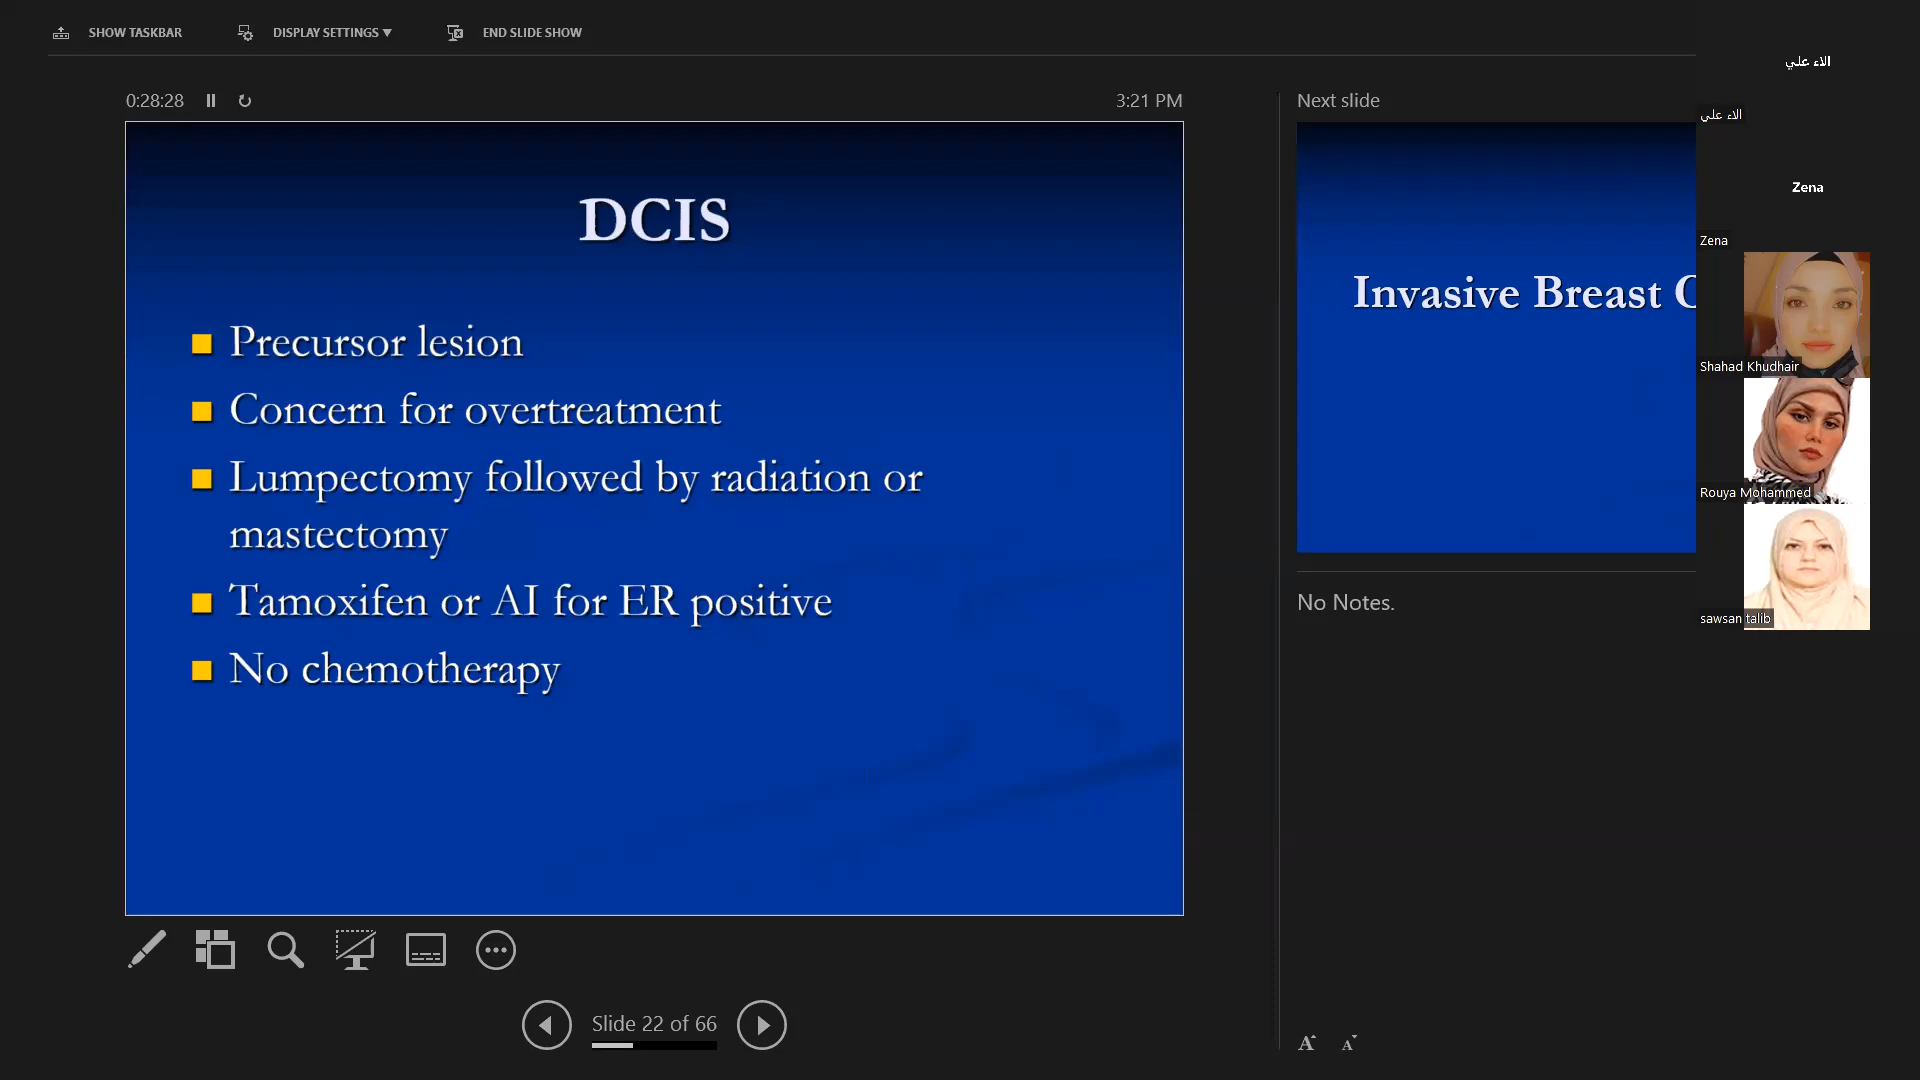 SHOW TASKBAR
DISPLAY SETTINGS ▼
END SLIDE SHOW
0:28:28
3:21 PM
DCIS
Precursor lesion
Concern for overtreatment
Lumpectomy followed by radiation or
mastectomy
Tamoxifen or AI for ER positive
No chemotherapy
Slide 22 of 66
Next slide
Invasive Breast
No Notes.
A A
الاء علي
الاء علي
Zena
Zena
Shahad Khudhair
Rouya Mohammed
sawsan talib